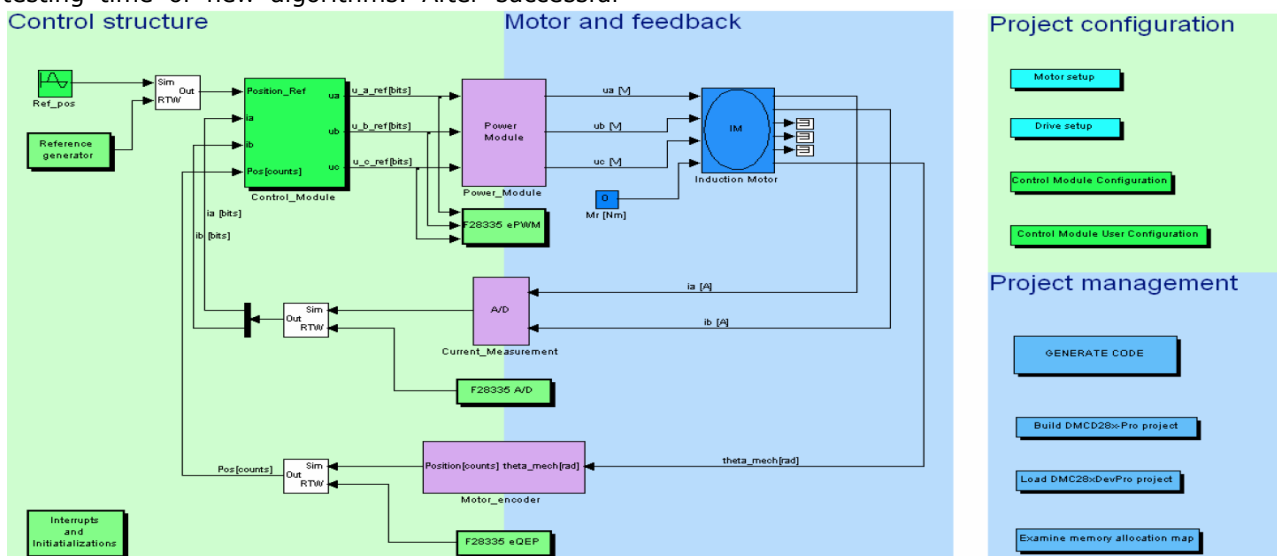 testing time of new algorithms. After successful
Control structure
Motor and feedback
Project configuration
Ref_pos
Sim
Out
RTW
Reference
generator
Position_Ref
ia
ib
Pos[counts]
ua
ub
uc
Control_Module
u_a_ref[bits]
u_b_ref[bits]
u_c_ref[bits]
Power
Module
Power_Module
ua [V]
ub [V]
uc [V]
IM
Induction Motor
0
Mr [Nm]
F28335 ePWM
ia [bits]
ib [bits]
Motor setup
Drive setup
Control Module Configuration
Control Module User Configuration
Project management
Sim
Out
RTW
A/D
Current_Measurement
ia [A]
ib [A]
F28335 A/D
GENERATE CODE
Build DMCD28x-Pro project
Load DMC28xDevPro project
Examine memory allocation map
Pos[counts]
Sim
Out
RTW
Position[counts] theta_mech[rad]
Motor_encoder
theta_mech[rad]
F28335 eQEP
Interrupts
and
Initiatializations